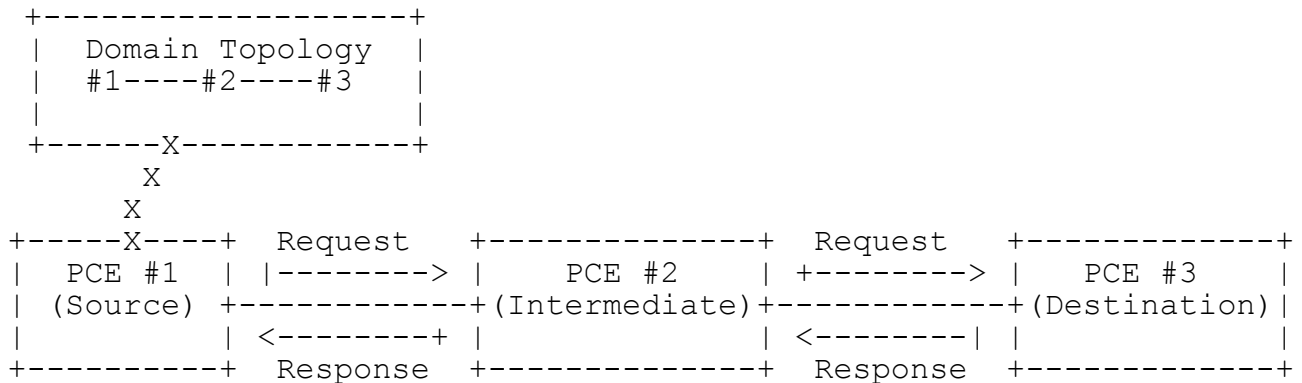 +-------------------+
|  Domain Topology  |
|  #1----#2----#3   |
|                   |
+------X------------+
X
X
+-----X----+  Request   +--------------+  Request   +-------------+
|  PCE #1  | |--------> |    PCE #2    | +--------> |   PCE #3    |
| (Source) +------------+(Intermediate)+------------+(Destination)|
|          | <--------+ |              | <--------| |             |
+----------+  Response  +--------------+  Response  +-------------+